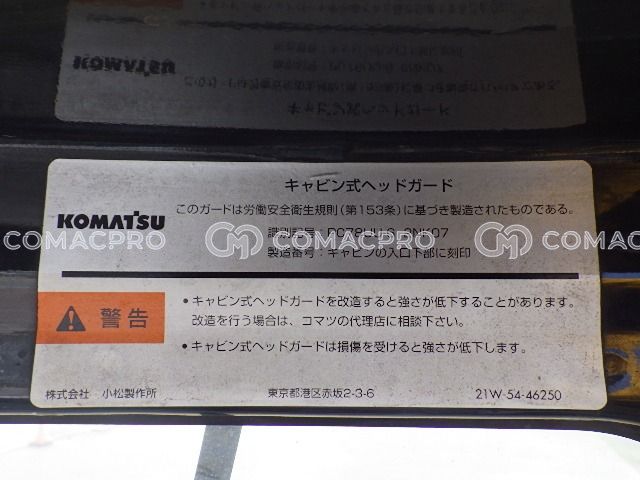 キャビン式ヘッドガード
KOMATSU
このガードは労働安全衛生規則(第153条)に基づき製造されたものである。
識別記号:
COMACPRO COMACPRO COMACPRO
製造番号:キャビンの入口下部に刻印
警告
•キャビン式ヘッドガードを改造すると強さが低下することがあります。
改造を行う場合は、コマツの代理店に相談下さい。
•キャビン式ヘッドガードは損傷を受けると強さが低下します。
株式会社 小松製作所 東京都港区赤坂2-3-6 21W-54-46250